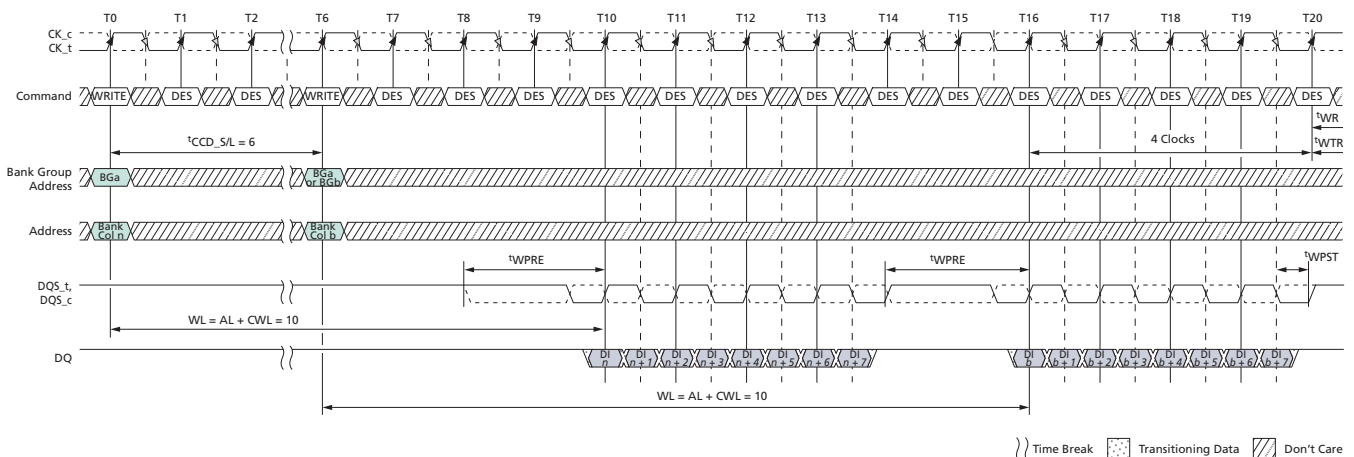 T0 T1 T2 T6 T7 T8 T9 T10 T11 T12 T13 T14 T15 T16 T17 T18 T19 T20
CK_c
CK_t
Command WRITE DES DES WRITE DES DES DES DES DES DES DES DES DES DES DES DES DES DES
tWR
tCCD_S/L = 6
4 Clocks
tWTR
Bank Group
Address
BGa
BGa
or BGb
Address
Bank
Col n
Bank
Col b
tWPRE
tWPRE
tWPST
DQS_t,
DQS_c
WL = AL + CWL = 10
DQ
DI
n
DI
n + 1
DI
n + 2
DI
n + 3
DI
n + 4
DI
n + 5
DI
n + 6
DI
n + 7
DI
b
DI
b + 1
DI
b + 2
DI
b + 3
DI
b + 4
DI
b + 5
DI
b + 6
DI
b + 7
WL = AL + CWL = 10
Time Break Transitioning Data Don't Care